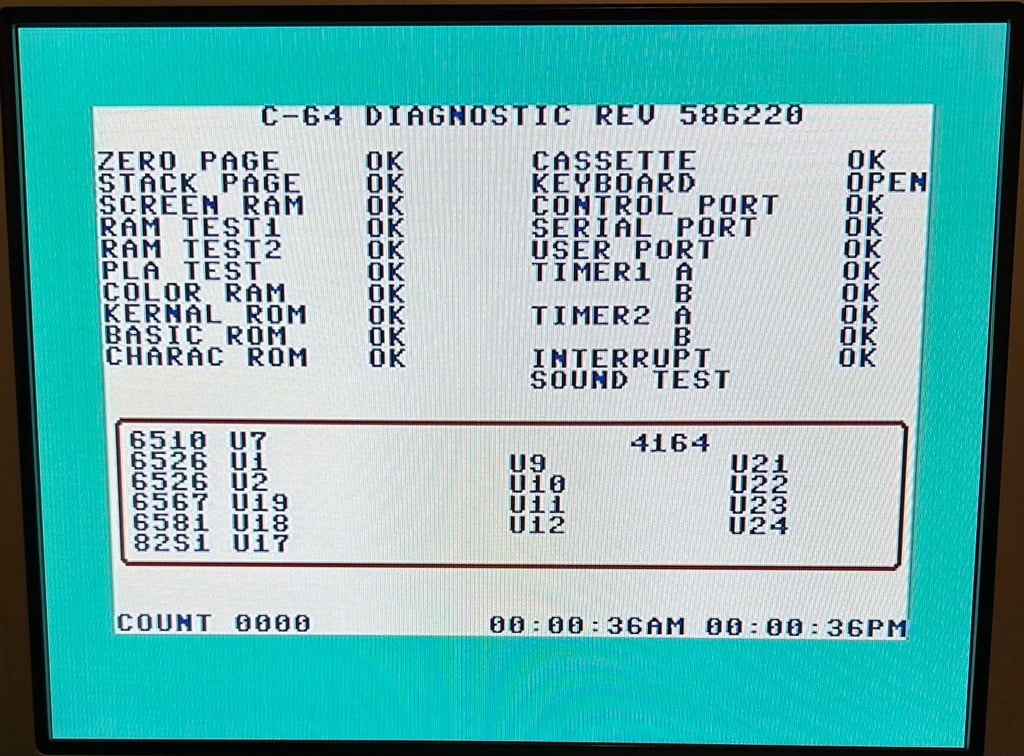 C-64 DIAGNOSTIC REV 586220
ZERO PAGE OK CASSETTE OK
STACK PAGE OK KEYBOARD OPEN
SCREEN RAM OK CONTROL PORT OK
RAM TEST1 OK SERIAL PORT OK
RAM TEST2 OK USER PORT OK
PLA TEST OK TIMER1 A OK
COLOR RAM OK B OK
KERNAL ROM OK TIMER2 A OK
BASIC ROM OK B OK
CHARAC ROM OK INTERRUPT OK
SOUND TEST
6510 U7 4164
6526 U1 U9 U21
6526 U2 U10 U22
6567 U19 U11 U23
6581 U18 U12 U24
82S1 U17
COUNT 0000 00:00:36AM 00:00:36PM